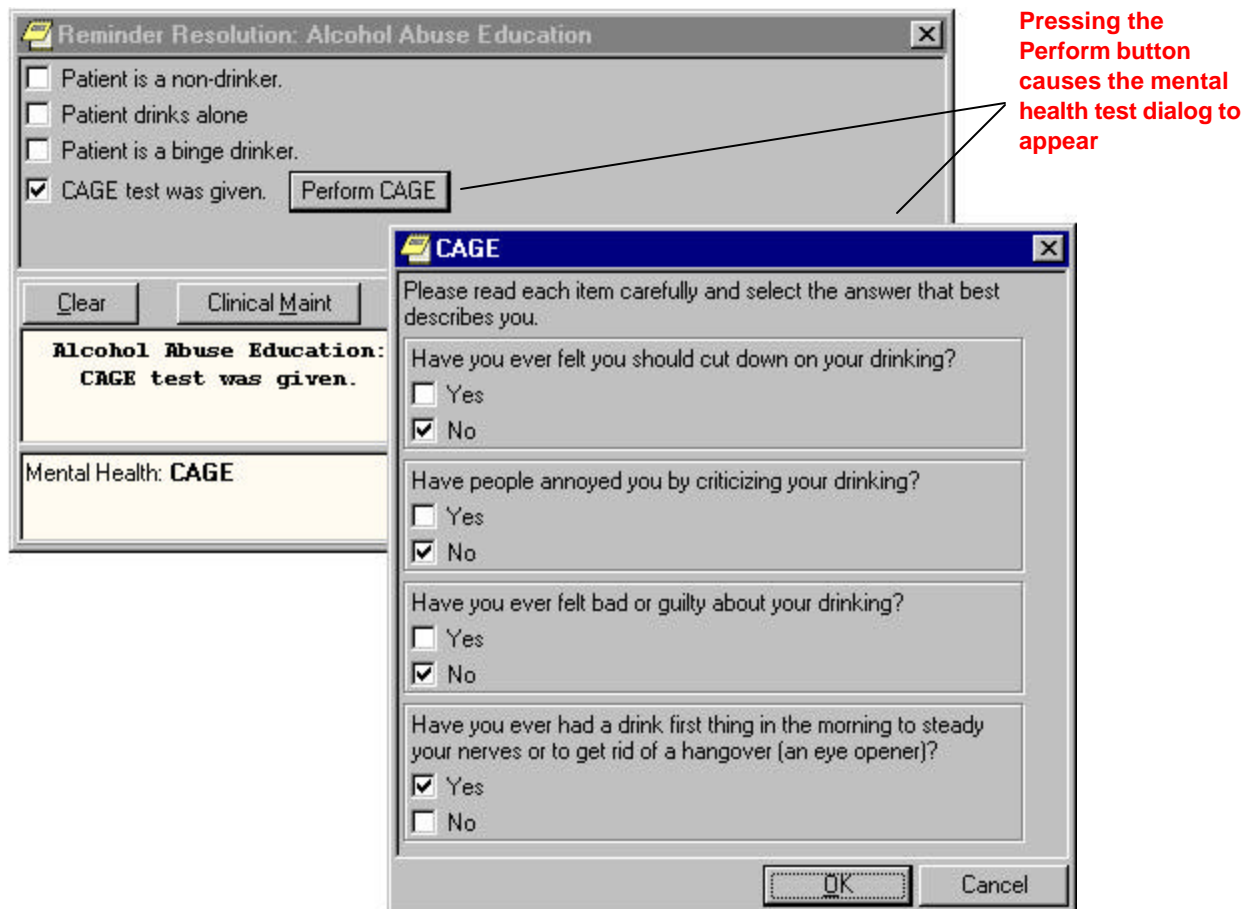 Reminder Resolution: Alcohol Abuse Education
Patient is a non-drinker.
Patient drinks alone
Patient is a binge drinker.
CAGE test was given.
Perform CAGE
Clear
Clinical Maint
Alcohol Abuse Education:
CAGE test was given.
Mental Health: CAGE
Pressing the
Perform button
causes the mental
health test dialog to
appear
CAGE
Please read each item carefully and select the answer that best
describes you.
Have you ever felt you should cut down on your drinking?
Yes
No
Have people annoyed you by criticizing your drinking?
Yes
No
Have you ever felt bad or guilty about your drinking?
Yes
No
Have you ever had a drink first thing in the morning to steady
your nerves or to get rid of a hangover (an eye opener)?
Yes
No
OK
Cancel